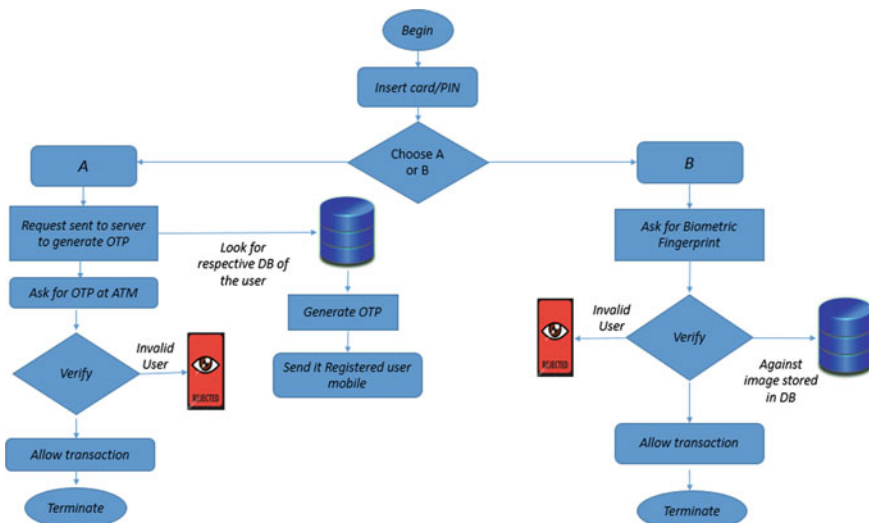 Begin
Insert card/PIN
Choose A
or B
A
B
Request sent to server
to generate OTP
Look for
respective DB of
the user
Ask for Biometric
Fingerprint
Ask for OTP at ATM
Generate OTP
Verify
Invalid
User
REJECTED
Send it Registered user
mobile
Invalid
User
REJECTED
Verify
Against
image stored
in DB
Allow transaction
Allow transaction
Terminate
Terminate